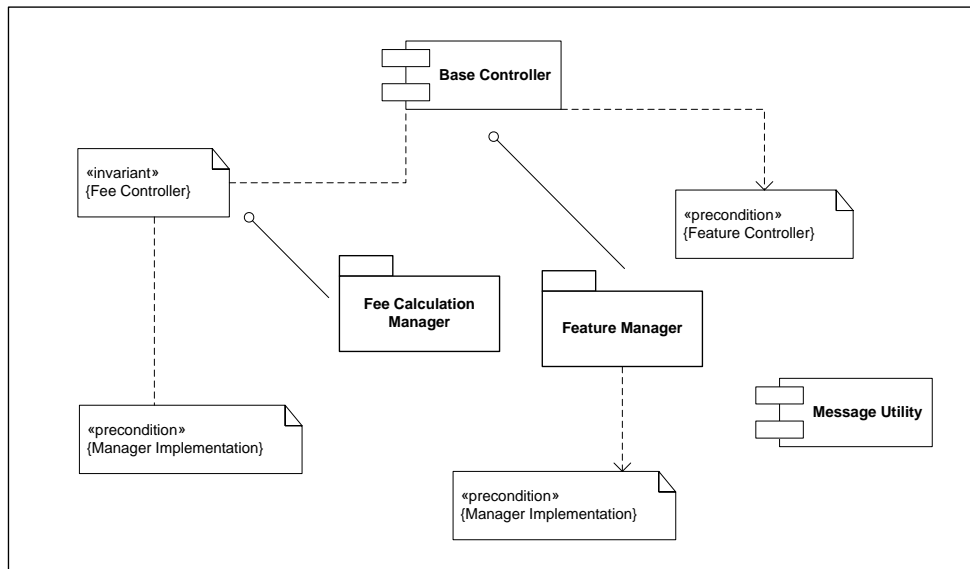 Base Controller
«invariant»
{Fee Controller}
«precondition»
{Feature Controller}
Fee Calculation
Manager
Feature Manager
Message Utility
«precondition»
{Manager Implementation}
«precondition»
{Manager Implementation}